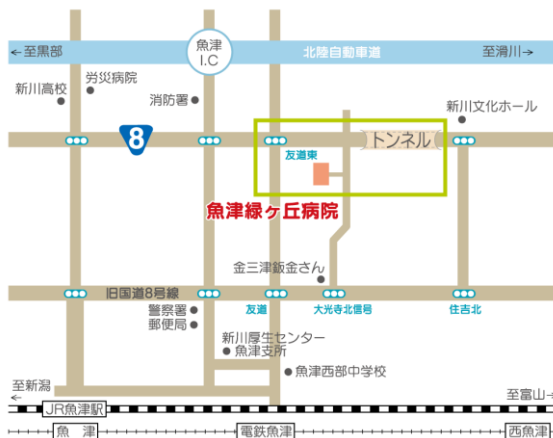 ←至黒部
魚津
I.C
北陸自動車道
至滑川→
新川高校
労災病院
消防署
新川文化ホール
8
トンネル
友道東
魚津緑ヶ丘病院
金三津鈑金さん
旧国道8号線
友道
大光寺北信号
住吉北
警察署
郵便局
新川厚生センター
魚津支所
魚津西部中学校
至新潟
←
至富山
→
JR魚津駅
魚津
電鉄魚津
西魚津